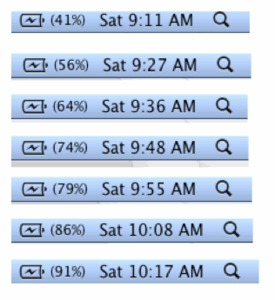 (41%) Sat 9:11 AM
(56%) Sat 9:27 AM
(64%) Sat 9:36 AM
(74%) Sat 9:48 AM
(79%) Sat 9:55 AM
(86%) Sat 10:08 AM
(91%) Sat 10:17 AM